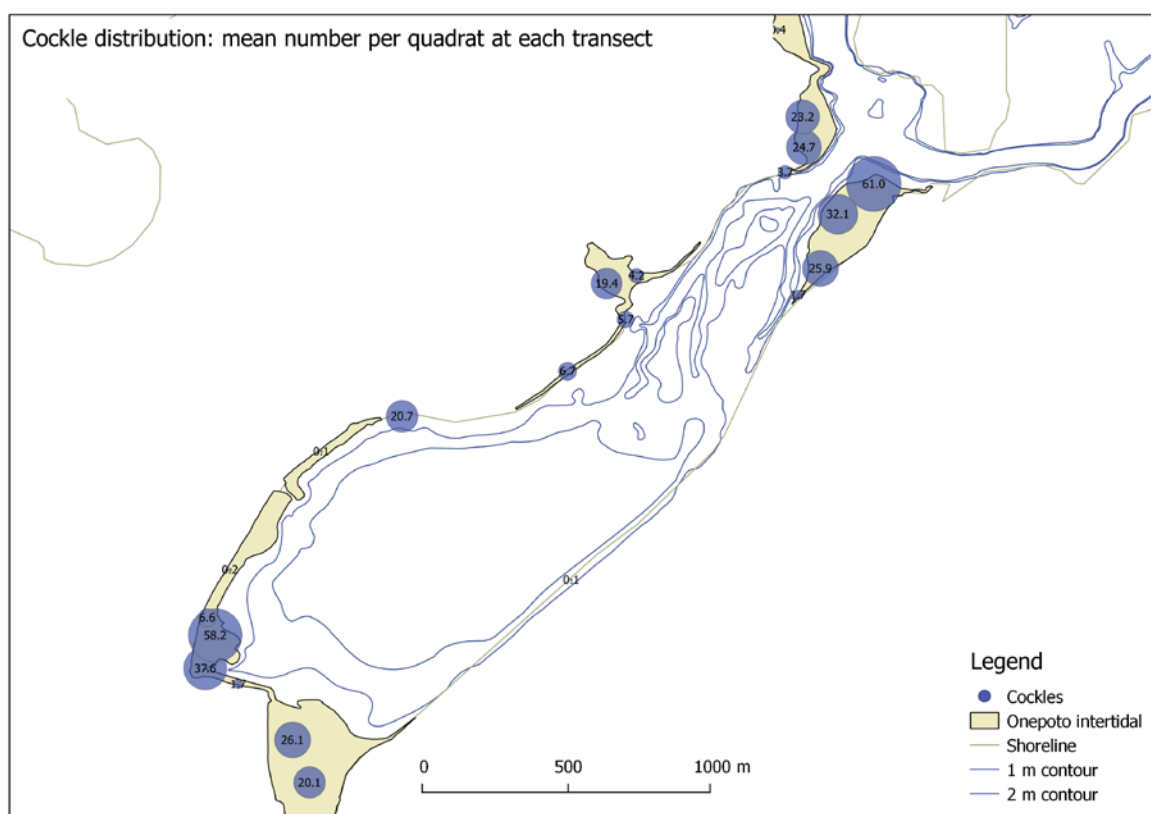 Cockle distribution: mean number per quadrat at each transect
23.2
24.7
3.7
61.0
32.1
4.2
19.4
25.9
5.7
6.7
20.7
0.1
0.2
0.1
6.6
58.2
37.6
26.1
20.1
Legend
Cockles
Onepoto intertidal
Shoreline
1 m contour
2 m contour
0 500 1000 m